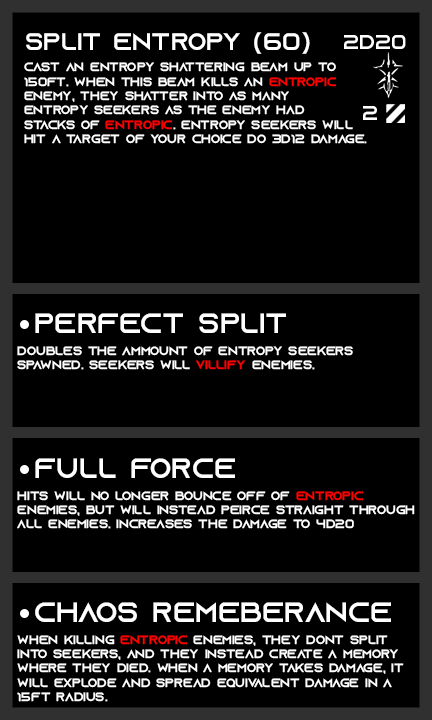 SPLIT ENTROPY (60) 2D20
CAST AN ENTROPY SHATTERING BEAM UP TO
150FT. WHEN THIS BEAM KILLS AN ENTROPIC
ENEMY, THEY SHATTER INTO AS MANY
ENTROPY SEEKERS AS THE ENEMY HAD
2
STACKS OF ENTROPIC. ENTROPY SEEKERS WILL
HIT A TARGET OF YOUR CHOICE DO 3D12 DAMAGE.
•PERFECT SPLIT
DOUBLES THE AMMOUNT OF ENTROPY SEEKERS
SPAWNED. SEEKERS WILL VILLIFY ENEMIES.
•FULL FORCE
HITS WILL NO LONGER BOUNCE OFF OF ENTROPIC
ENEMIES, BUT WILL INSTEAD PEIRCE STRAIGHT THROUGH
ALL ENEMIES. INCREASES THE DAMAGE TO 4D20
•CHAOS REMEBERANCE
WHEN KILLING ENTROPIC ENEMIES, THEY DONT SPLIT
INTO SEEKERS, AND THEY INSTEAD CREATE A MEMORY
WHERE THEY DIED. WHEN A MEMORY TAKES DAMAGE, IT
WILL EXPLODE AND SPREAD EQUIVALENT DAMAGE IN A
15FT RADIUS.